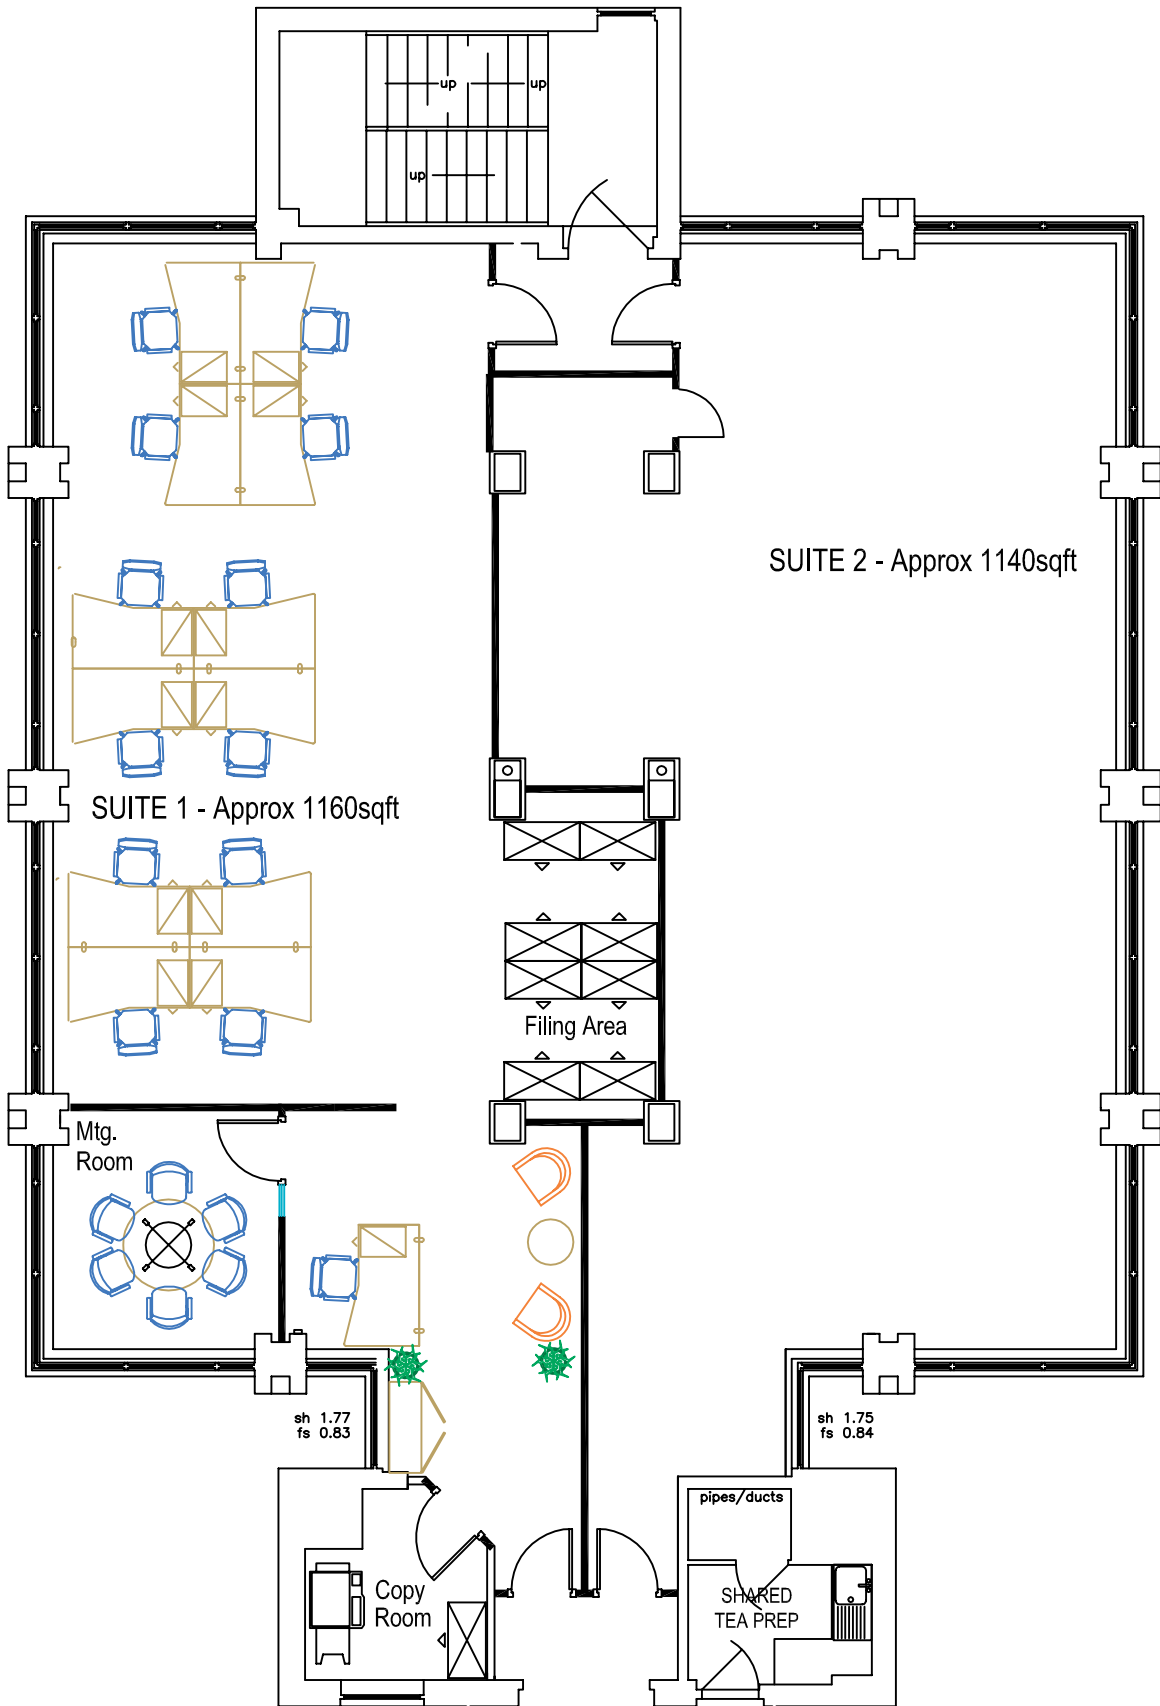 up
up
up
SUITE 2 - Approx 1140sqft
SUITE 1 - Approx 1160sqft
Filing Area
Mtg.
Room
sh 1.77
fs 0.83
sh 1.75
fs 0.84
pipes/ducts
Copy
Room
SHARED
TEA PREP